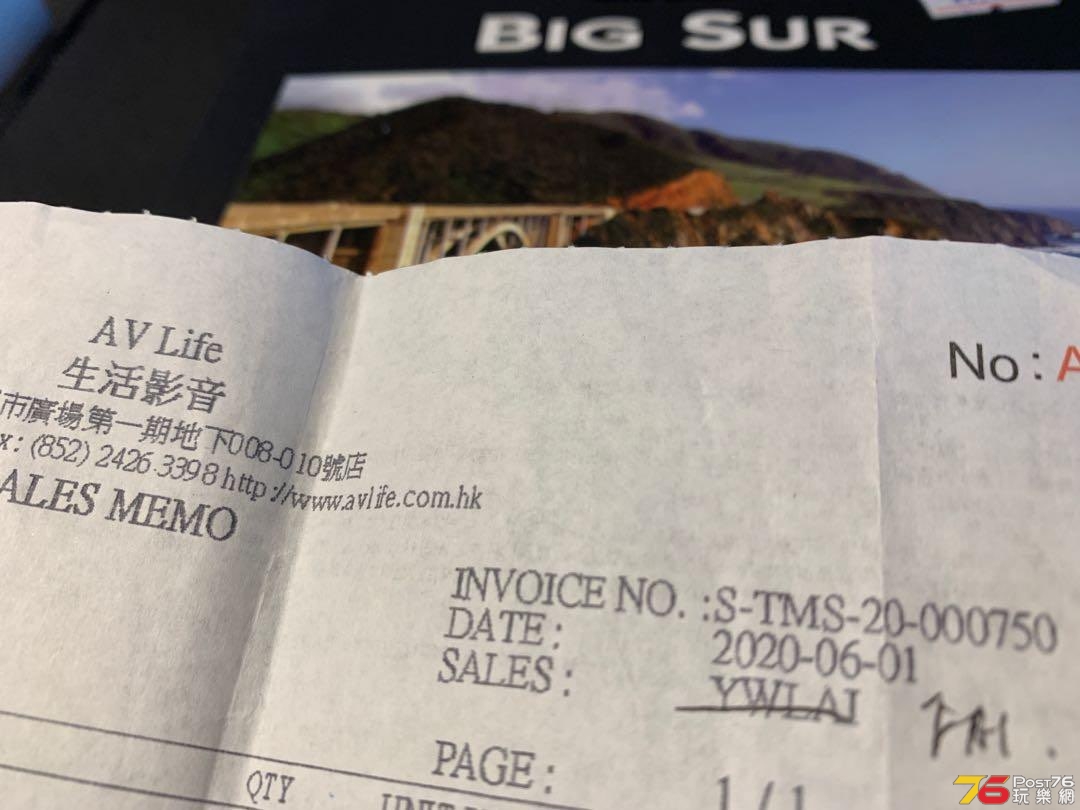 BIG SUR
AV Life
生活影音
市廣場第一期地下008-010號店
x: (852) 2426 3398 http://www.avlife.com.hk
ALES MEMO
No: A
INVOICE NO. :S-TMS-20-000750
DATE: 2020-06-01
SALES: YWLAI
PAGE: 1/1
QTY
POST76
76玩樂網